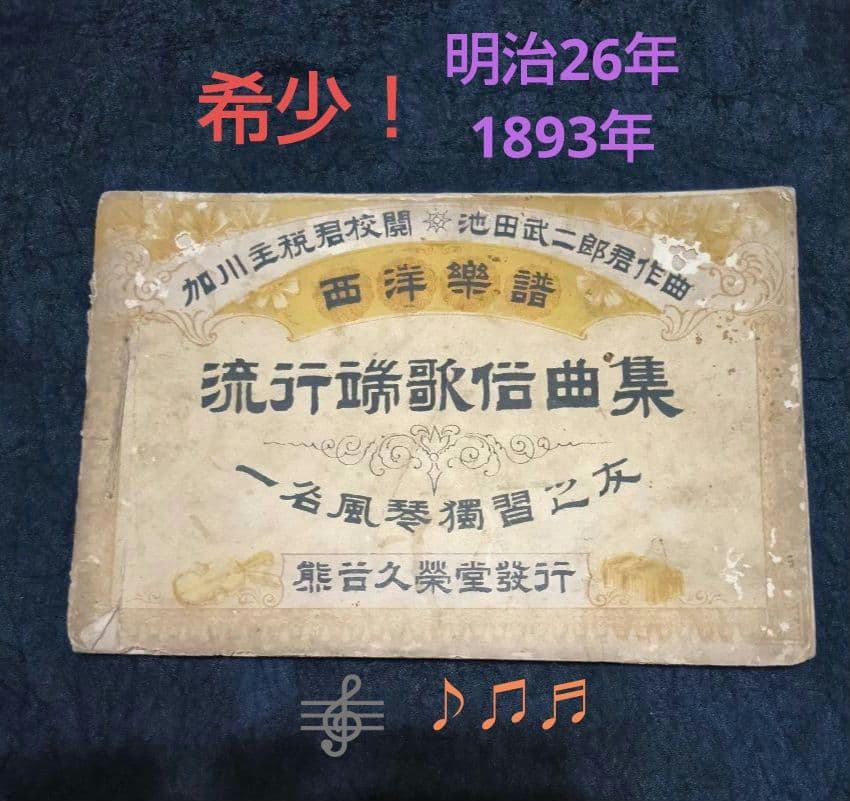 希少！
明治26年
1893年
加川主税君校閲 池田武二郎君作曲
西洋樂譜
流行端歌俗曲集
一名風琴獨習之友
熊谷久榮堂發行